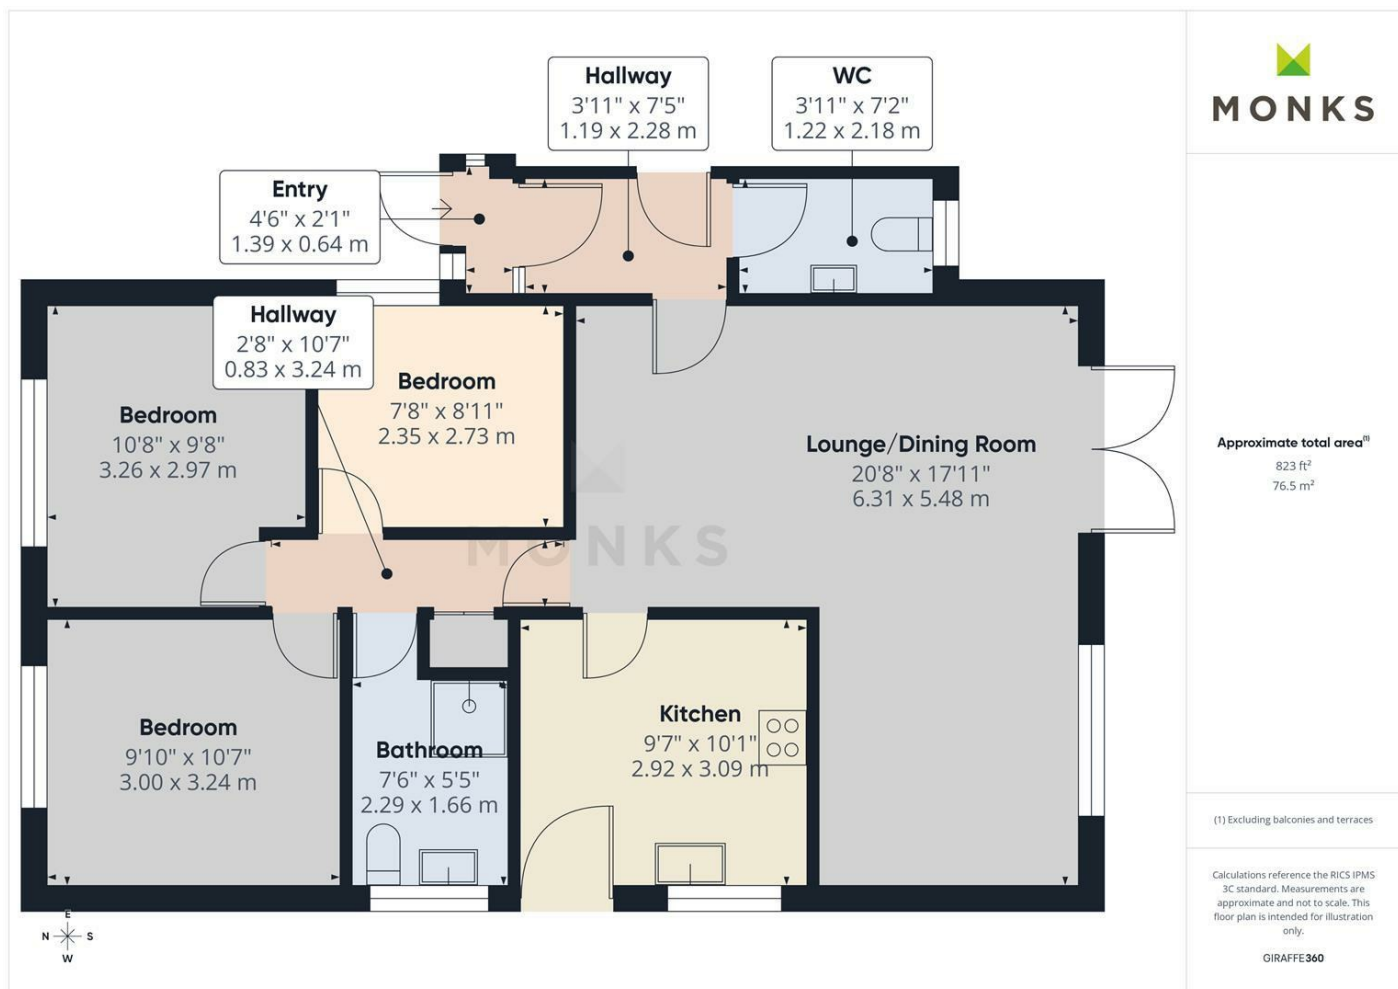 Hallway
3'11" x 7'5"
1.19 x 2.28 m
WC
3'11" x 7'2"
1.22 x 2.18 m
MONKS
Entry
4'6" x 2'1"
1.39 x 0.64 m
Hallway
2'8" x 10'7"
0.83 x 3.24 m
Bedroom
10'8" x 9'8"
3.26 x 2.97 m
Bedroom
7'8" x 8'11"
2.35 x 2.73 m
Lounge/Dining Room
20'8" x 17'11"
6.31 x 5.48 m
MONKS
Approximate total area(1)
823 ft²
76.5 m²
Bedroom
9'10" x 10'7"
3.00 x 3.24 m
Bathroom
7'6" x 5'5"
2.29 x 1.66 m
Kitchen
9'7" x 10'1"
2.92 x 3.09 m
(1) Excluding balconies and terraces
Calculations reference the RICS IPMS
3C standard. Measurements are
approximate and not to scale. This
floor plan is intended for illustration
only.
GIRAFFE360
E
N S
W